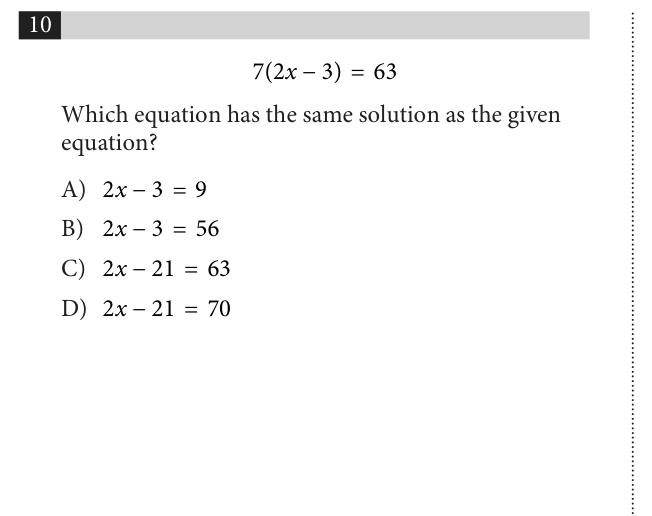 10
7(2x − 3) = 63
Which equation has the same solution as the given
equation?
A) 2x − 3 = 9
B) 2x − 3 = 56
C) 2x − 21 = 63
D) 2x − 21 = 70